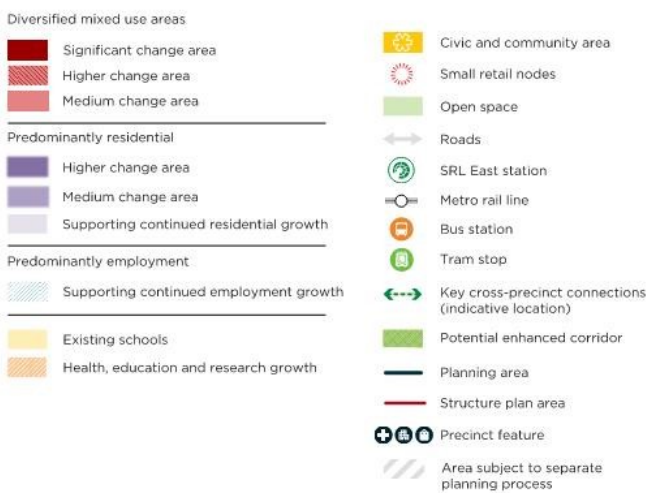 Diversified mixed use areas
Significant change area
Higher change area
Medium change area
Predominantly residential
Higher change area
Medium change area
Supporting continued residential growth
Predominantly employment
Supporting continued employment growth
Existing schools
Health, education and research growth
Civic and community area
Small retail nodes
Open space
Roads
SRL East station
Metro rail line
Bus station
Tram stop
Key cross-precinct connections
(indicative location)
Potential enhanced corridor
Planning area
Structure plan area
Precinct feature
Area subject to separate
planning process